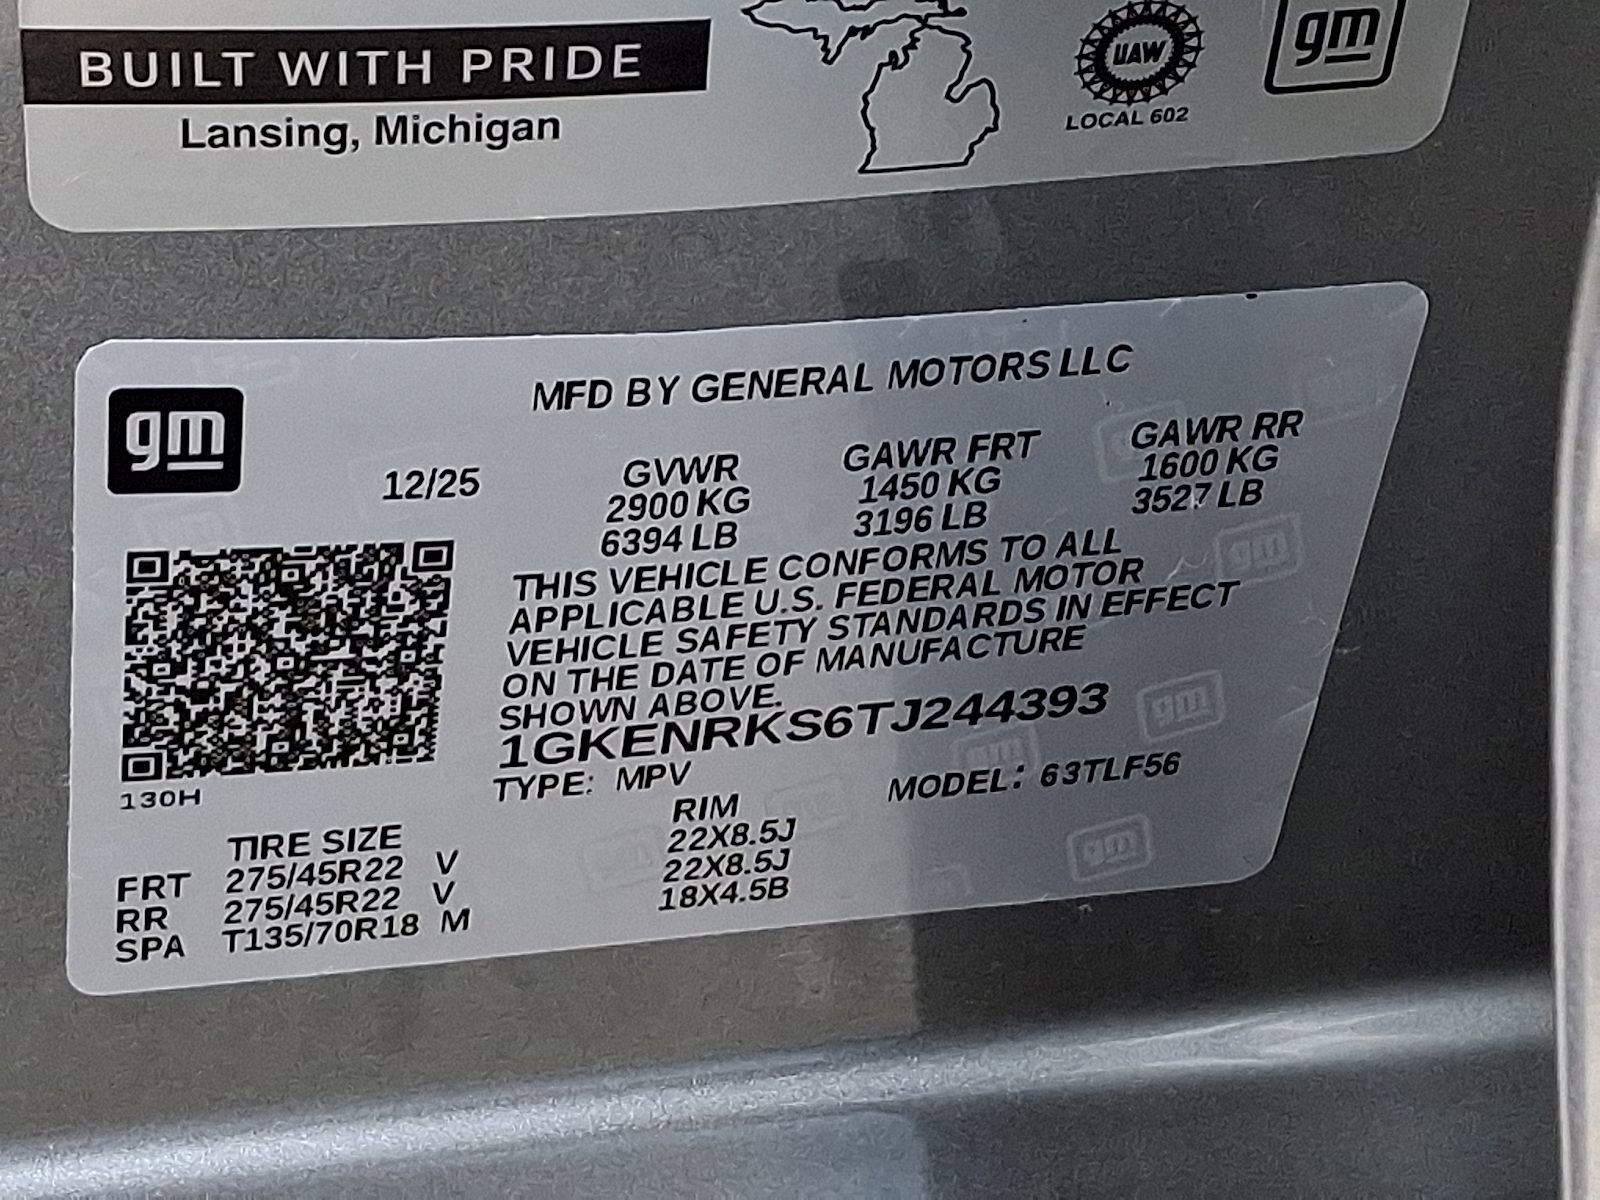 BUILT WITH PRIDE
Lansing, Michigan
UAW
LOCAL 602
gm
gm
MFD BY GENERAL MOTORS LLC
12/25
GVWR
2900 KG
6394 LB
GAWR FRT
1450 KG
3196 LB
GAWR RR
1600 KG
3527 LB
THIS VEHICLE CONFORMS TO ALL
APPLICABLE U.S. FEDERAL MOTOR
VEHICLE SAFETY STANDARDS IN EFFECT
ON THE DATE OF MANUFACTURE
SHOWN ABOVE.
1GKENRKS6TJ244393
TYPE: MPV MODEL: 63TLF56
130H
TIRE SIZE RIM
FRT 275/45R22 V 22X8.5J
RR 275/45R22 V 22X8.5J
SPA T135/70R18 M 18X4.5B